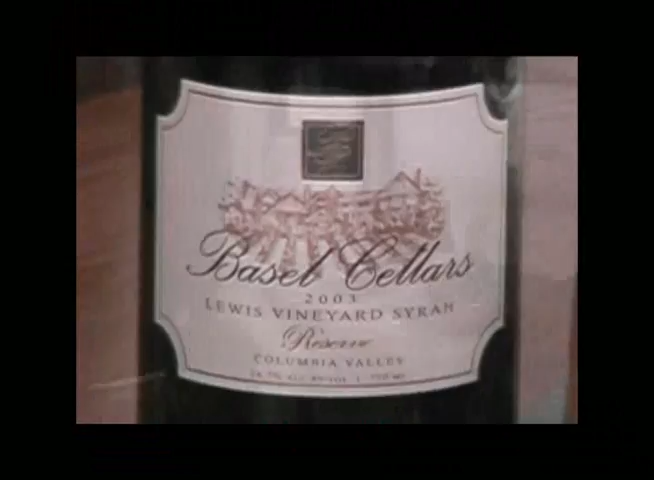 Basel Cellars
2003
LEWIS VINEYARD SYRAH
Reserve
COLUMBIA VALLEY